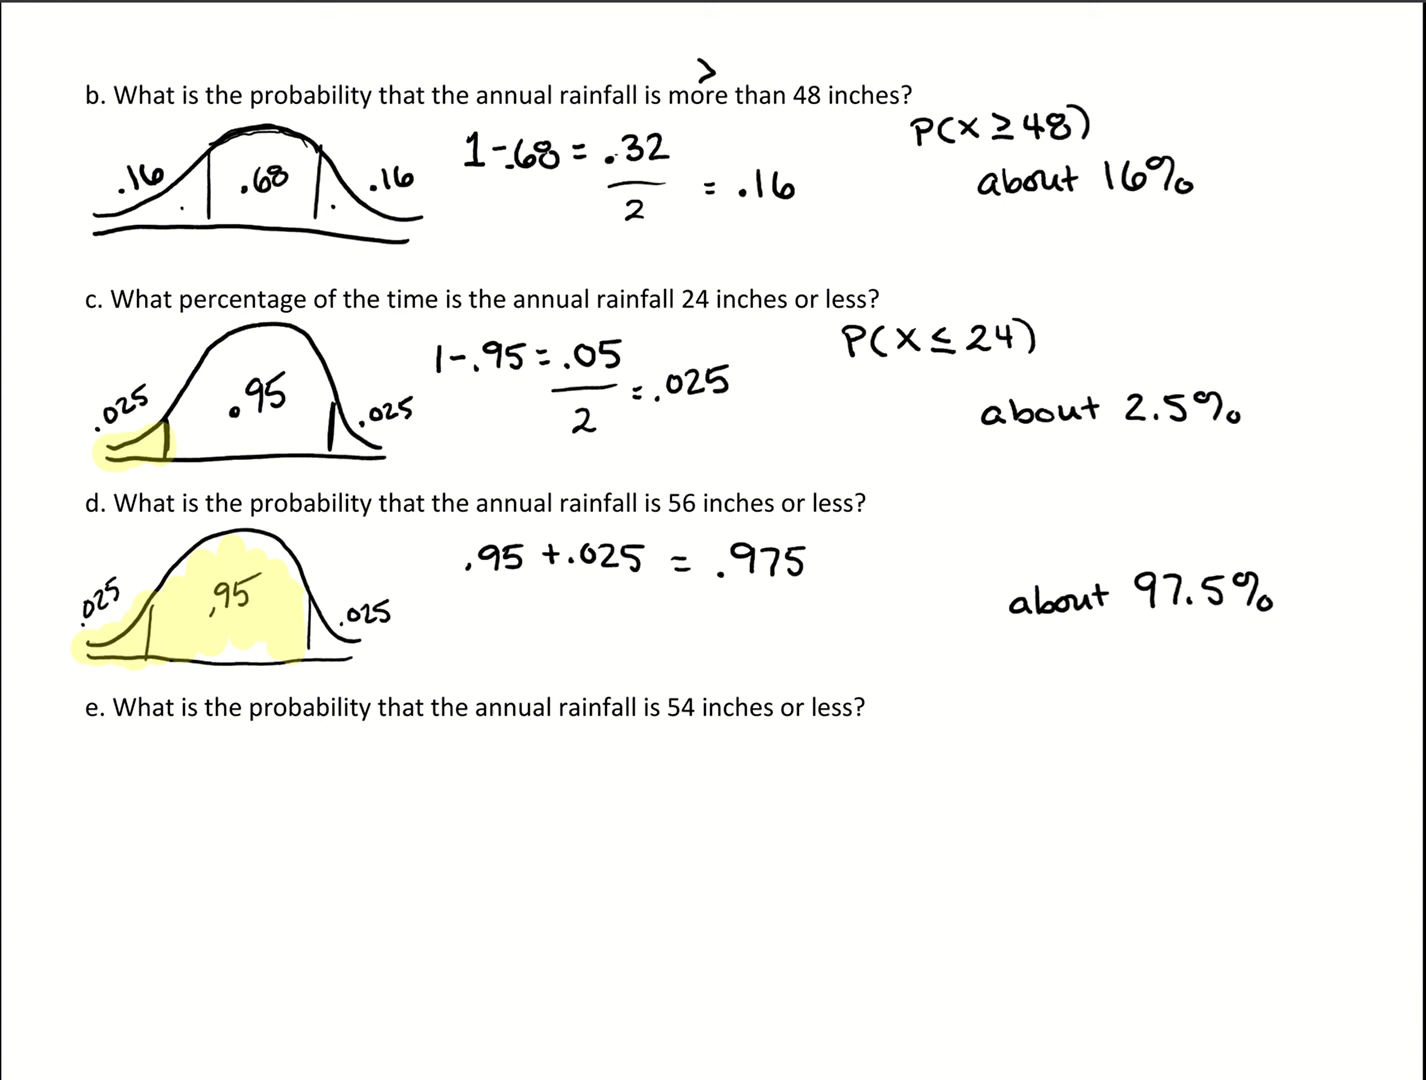 >
b. What is the probability that the annual rainfall is more than 48 inches?
P(X ≥ 48)
1-.68 = .32
.16 .68 .16
2
= .16
about 16%
c. What percentage of the time is the annual rainfall 24 inches or less?
P(X ≤ 24)
1-.95 = .05
2
= .025
.025 .95 .025
about 2.5%
d. What is the probability that the annual rainfall is 56 inches or less?
.95 + .025 = .975
.025 .95 .025
about 97.5%
e. What is the probability that the annual rainfall is 54 inches or less?